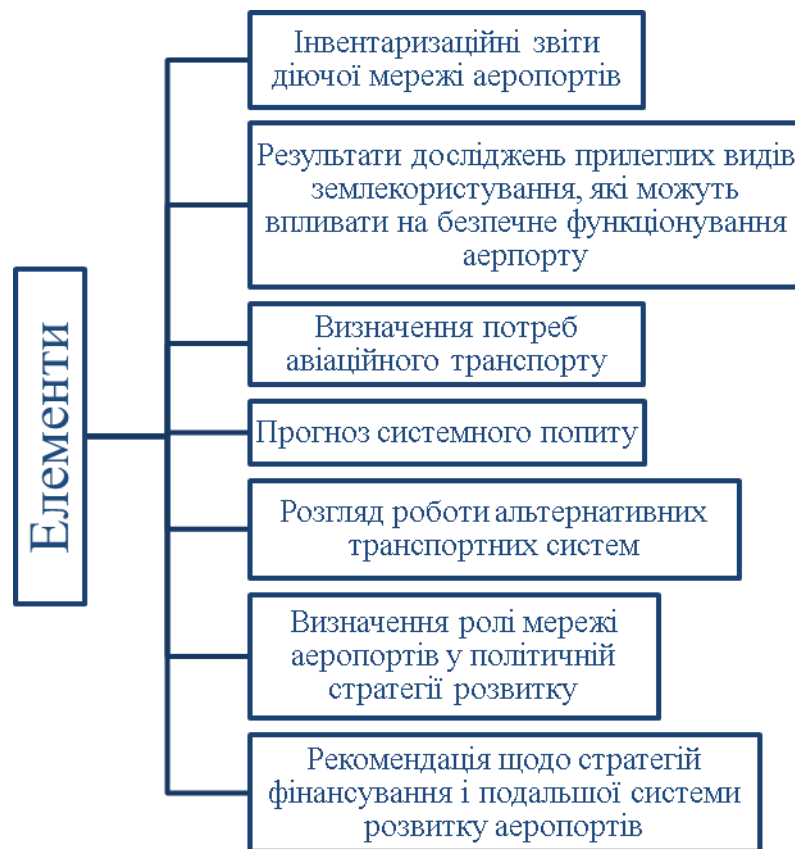 Елементи
Інвентаризаційні звіти
діючої мережі аеропортів
Результати досліджень прилеглих видів
землекористування, які можуть
впливати на безпечне функціонування
аерпорту
Визначення потреб
авіаційного транспорту
Прогноз системного попиту
Розгляд роботи альтернативних
транспортних систем
Визначення ролі мережі
аеропортів у політичній
стратегії розвитку
Рекомендація щодо стратегій
фінансування і подальшої системи
розвитку аеропортів